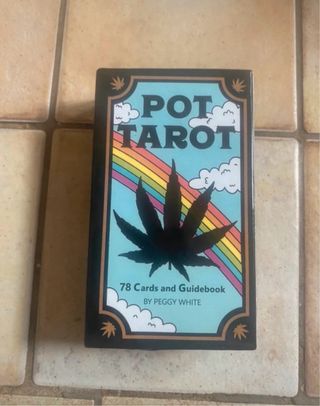 POT
TAROT
78 Cards and Guidebook
BY PEGGY WHITE